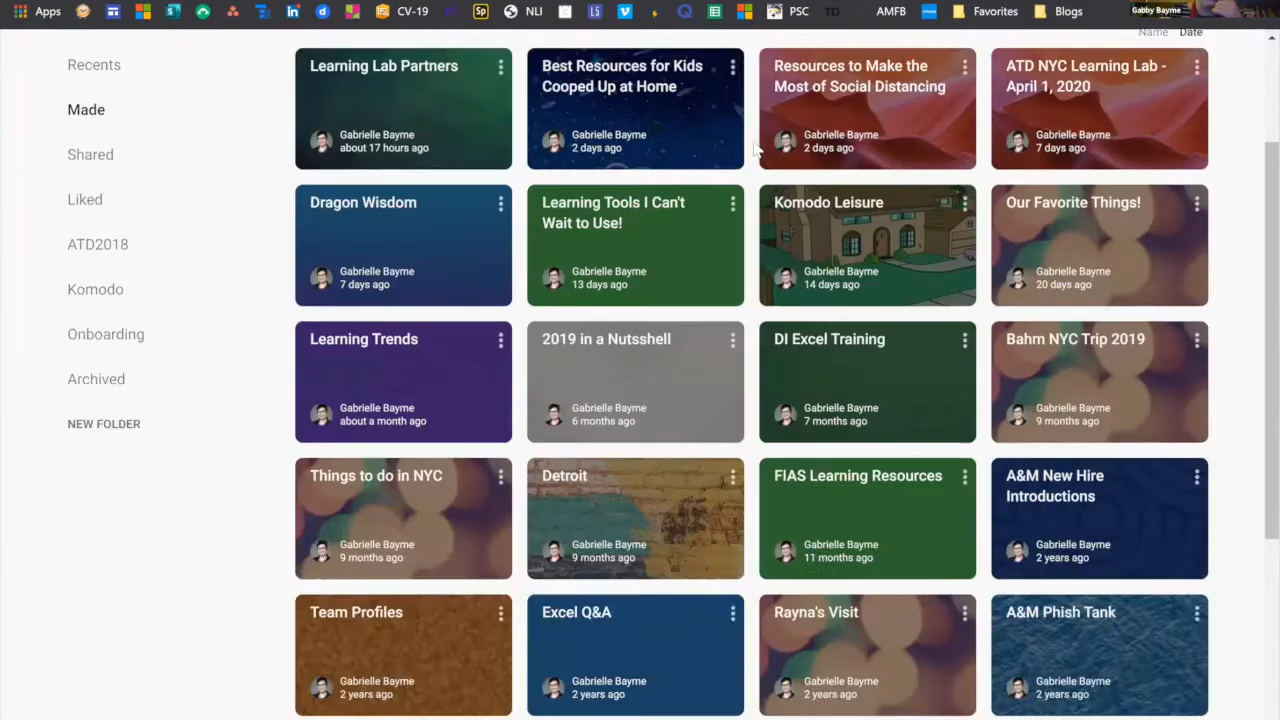 Apps
CV-19
Sp
NLI
PSC
TD
AMFB
Favorites
Blogs
Gabby Bayme
Name
Date
Recents
Made
Shared
Liked
ATD2018
Komodo
Onboarding
Archived
NEW FOLDER
Learning Lab Partners
Gabrielle Bayme
about 17 hours ago
Best Resources for Kids
Cooped Up at Home
Gabrielle Bayme
2 days ago
Resources to Make the
Most of Social Distancing
Gabrielle Bayme
2 days ago
ATD NYC Learning Lab -
April 1, 2020
Gabrielle Bayme
7 days ago
Dragon Wisdom
Gabrielle Bayme
7 days ago
Learning Tools I Can't
Wait to Use!
Gabrielle Bayme
13 days ago
Komodo Leisure
Gabrielle Bayme
14 days ago
Our Favorite Things!
Gabrielle Bayme
20 days ago
Learning Trends
Gabrielle Bayme
about a month ago
2019 in a Nutsshell
Gabrielle Bayme
6 months ago
DI Excel Training
Gabrielle Bayme
7 months ago
Bahm NYC Trip 2019
Gabrielle Bayme
9 months ago
Things to do in NYC
Gabrielle Bayme
9 months ago
Detroit
Gabrielle Bayme
9 months ago
FIAS Learning Resources
Gabrielle Bayme
11 months ago
A&M New Hire
Introductions
Gabrielle Bayme
2 years ago
Team Profiles
Gabrielle Bayme
2 years ago
Excel Q&A
Gabrielle Bayme
2 years ago
Rayna's Visit
Gabrielle Bayme
2 years ago
A&M Phish Tank
Gabrielle Bayme
2 years ago